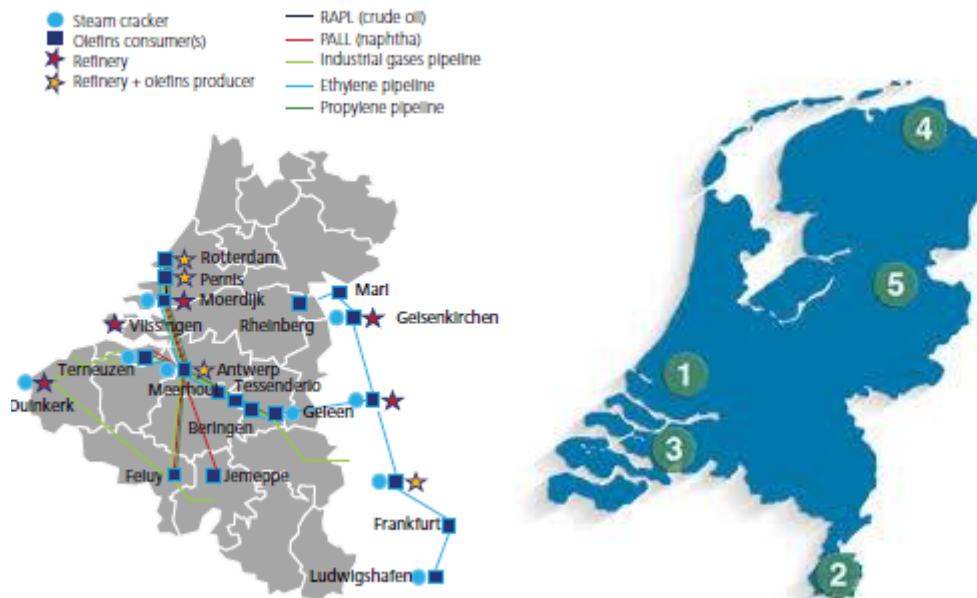 Steam cracker
Olefins consumer(s)
Refinery
Refinery + olefins producer
RAPL (crude oil)
PALL (naphtha)
Industrial gases pipeline
Ethylene pipeline
Propylene pipeline
Rotterdam
Pernis
Moerdijk
Vlissingen
Marl
Rheinberg
Gelsenkirchen
Terneuzen
Antwerp
Meerhout
Tessenderlo
Duinkerk
Geleen
Beringen
Feluy
Jemeppe
Frankfurt
Ludwigshafen
4
5
1
3
2